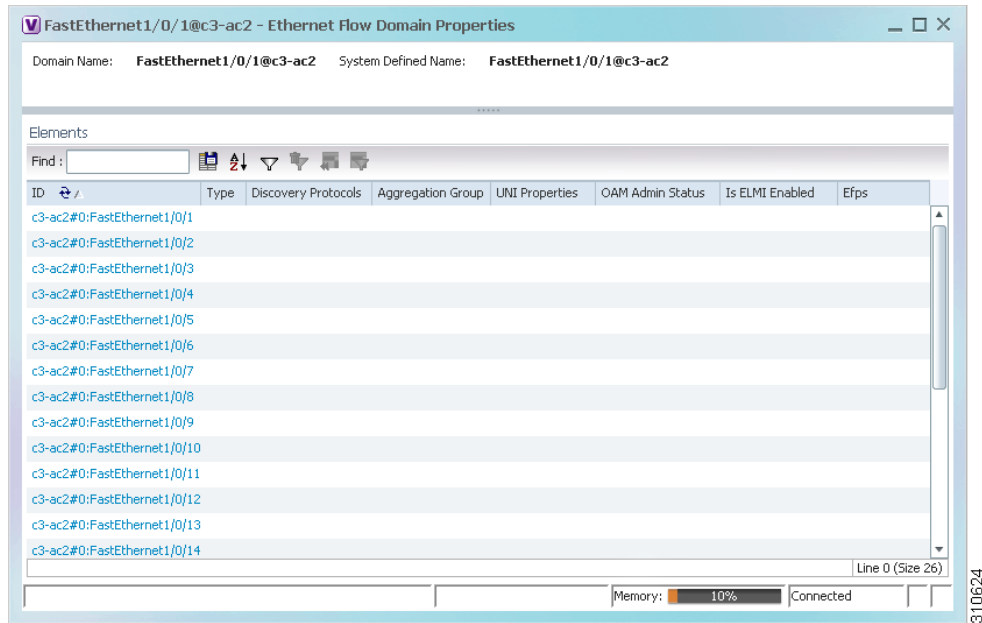 FastEthernet1/0/1@c3-ac2 - Ethernet Flow Domain Properties
Domain Name: FastEthernet1/0/1@c3-ac2 System Defined Name: FastEthernet1/0/1@c3-ac2
Elements
Find :
ID Type Discovery Protocols Aggregation Group UNI Properties OAM Admin Status Is ELMI Enabled Efps
c3-ac2#0:FastEthernet1/0/1
c3-ac2#0:FastEthernet1/0/2
c3-ac2#0:FastEthernet1/0/3
c3-ac2#0:FastEthernet1/0/4
c3-ac2#0:FastEthernet1/0/5
c3-ac2#0:FastEthernet1/0/6
c3-ac2#0:FastEthernet1/0/7
c3-ac2#0:FastEthernet1/0/8
c3-ac2#0:FastEthernet1/0/9
c3-ac2#0:FastEthernet1/0/10
c3-ac2#0:FastEthernet1/0/11
c3-ac2#0:FastEthernet1/0/12
c3-ac2#0:FastEthernet1/0/13
c3-ac2#0:FastEthernet1/0/14
Line 0 (Size 26)
Memory: 10% Connected
310624